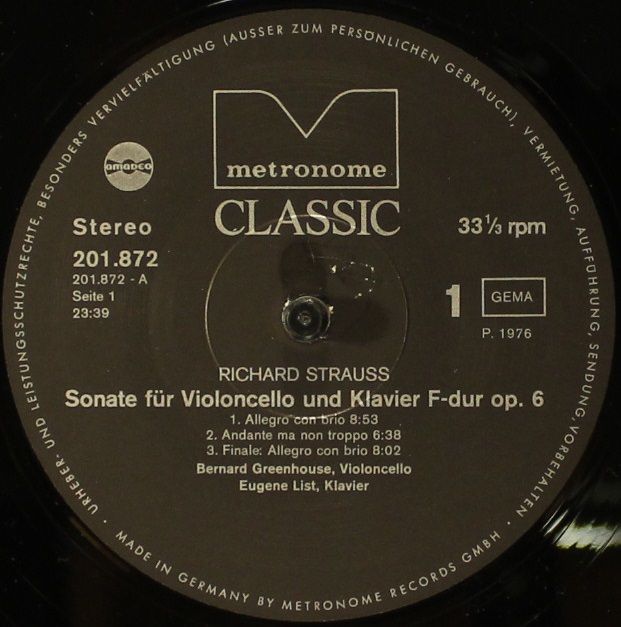 URHEBER- UND LEISTUNGSSCHUTZRECHTE, BESONDERS VERVIELFÄLTIGUNG (AUSSER ZUM PERSÖNLICHEN GEBRAUCH), VERMIETUNG, AUFFÜHRUNG, SENDUNG, VORBEHALTEN ·
metronome
CLASSIC
amadeo
Stereo
201.872
201.872 - A
Seite 1
23:39
33 1/3 rpm
1
GEMA
P. 1976
RICHARD STRAUSS
Sonate für Violoncello und Klavier F-dur op. 6
1. Allegro con brio 8:53
2. Andante ma non troppo 6:38
3. Finale: Allegro con brio 8:02
Bernard Greenhouse, Violoncello
Eugene List, Klavier
· MADE IN GERMANY BY METRONOME RECORDS GMBH ·